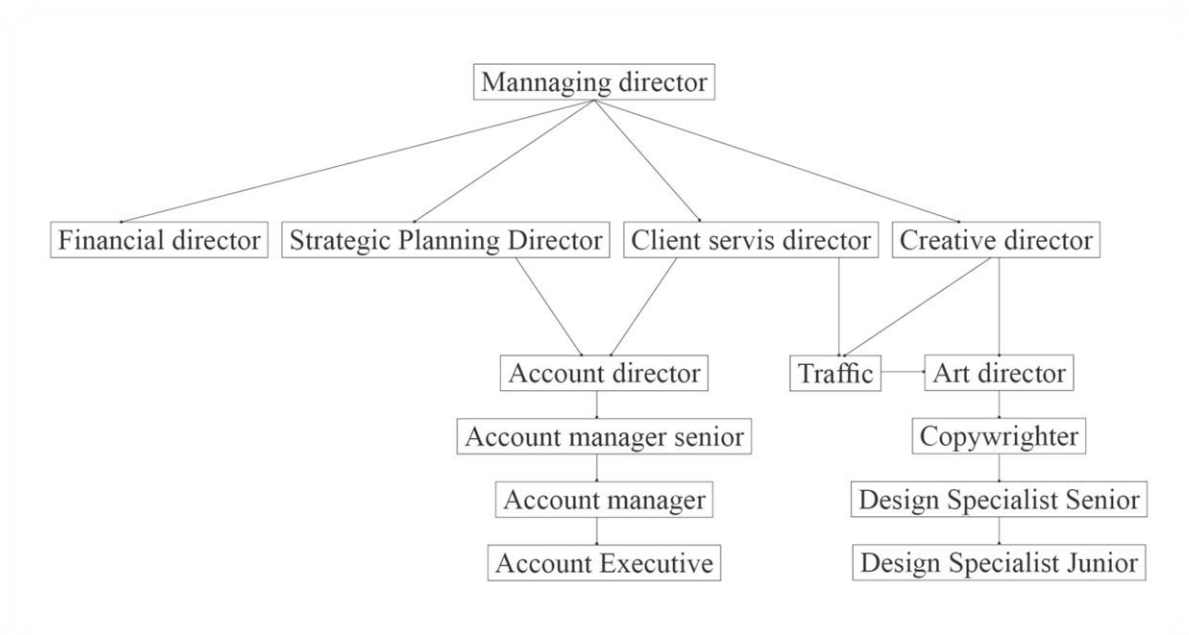 Mannaging director
Financial director
Strategic Planning Director
Client servis director
Creative director
Account director
Traffic
Art director
Account manager senior
Copywrighter
Account manager
Design Specialist Senior
Account Executive
Design Specialist Junior